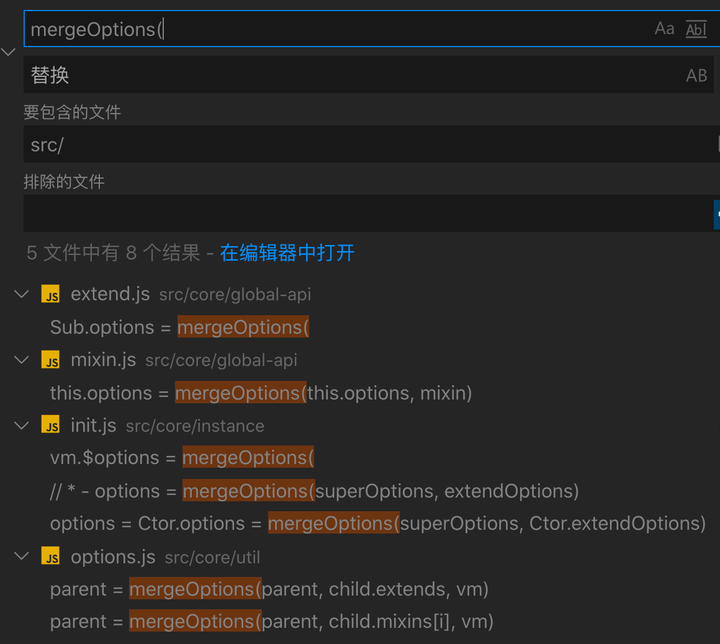 mergeOptions(
Aa Abl
替换
AB
要包含的文件
src/
排除的文件
5 文件中有 8 个结果 - 在编辑器中打开
JS extend.js src/core/global-api
Sub.options = mergeOptions(
JS mixin.js src/core/global-api
this.options = mergeOptions(this.options, mixin)
JS init.js src/core/instance
vm.$options = mergeOptions(
// * - options = mergeOptions(superOptions, extendOptions)
options = Ctor.options = mergeOptions(superOptions, Ctor.extendOptions)
JS options.js src/core/util
parent = mergeOptions(parent, child.extends, vm)
parent = mergeOptions(parent, child.mixins[i], vm)